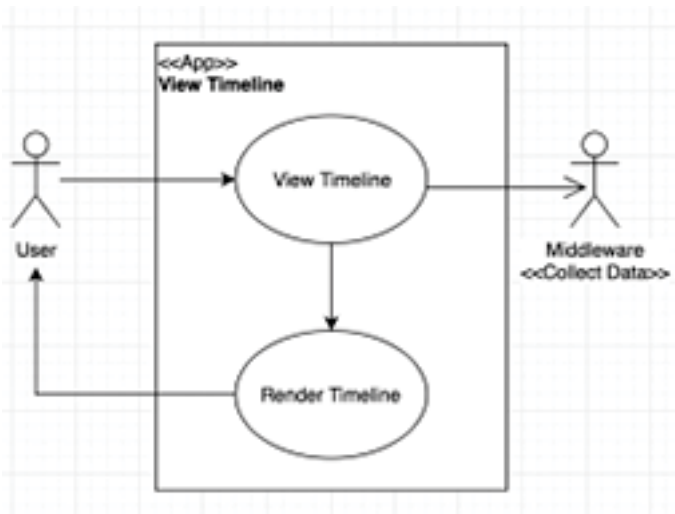 <<App>>
View Timeline
View Timeline
User
Middleware
<<Collect Data>>
Render Timeline